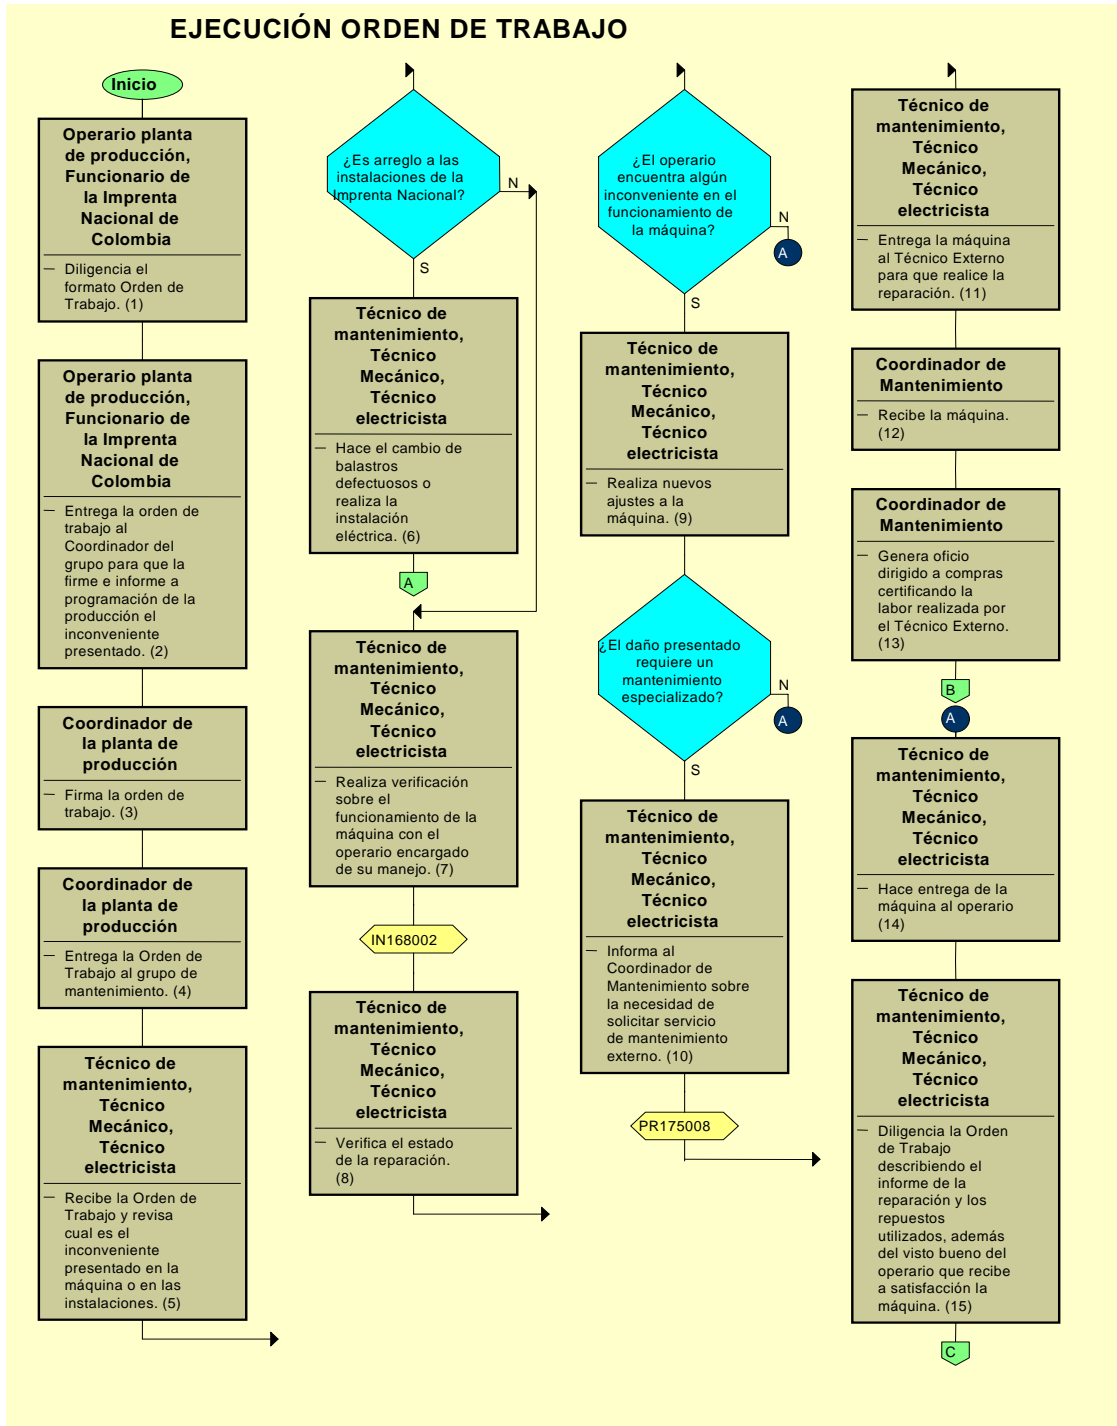 EJECUCIÓN ORDEN DE TRABAJO
Inicio
Operario planta
de producción,
Funcionario de
la Imprenta
Nacional de
Colombia
— Diligencia el
formato Orden de
Trabajo. (1)
Operario planta
de producción,
Funcionario de
la Imprenta
Nacional de
Colombia
— Entrega la orden de
trabajo al
Coordinador del
grupo para que la
firme e informe a
programación de la
producción el
inconveniente
presentado. (2)
Coordinador de
la planta de
producción
— Firma la orden de
trabajo. (3)
Coordinador de
la planta de
producción
— Entrega la Orden de
Trabajo al grupo de
mantenimiento. (4)
Técnico de
mantenimiento,
Técnico
Mecánico,
Técnico
electricista
— Recibe la Orden de
Trabajo y revisa
cual es el
inconveniente
presentado en la
máquina o en las
instalaciones. (5)
¿Es arreglo a las
instalaciones de la
Imprenta Nacional?
N
S
Técnico de
mantenimiento,
Técnico
Mecánico,
Técnico
electricista
— Hace el cambio de
balastros
defectuosos o
realiza la
instalación
eléctrica. (6)
A
Técnico de
mantenimiento,
Técnico
Mecánico,
Técnico
electricista
— Realiza verificación
sobre el
funcionamiento de la
máquina con el
operario encargado
de su manejo. (7)
IN168002
Técnico de
mantenimiento,
Técnico
Mecánico,
Técnico
electricista
— Verifica el estado
de la reparación.
(8)
¿El operario
encuentra algún
inconveniente en el
funcionamiento de
la máquina?
N
A
S
Técnico de
mantenimiento,
Técnico
Mecánico,
Técnico
electricista
— Realiza nuevos
ajustes a la
máquina. (9)
¿El daño presentado
requiere un
mantenimiento
especializado?
N
A
S
Técnico de
mantenimiento,
Técnico
Mecánico,
Técnico
electricista
— Informa al
Coordinador de
Mantenimiento sobre
la necesidad de
solicitar servicio
de mantenimiento
externo. (10)
PR175008
Técnico de
mantenimiento,
Técnico
Mecánico,
Técnico
electricista
— Entrega la máquina
al Técnico Externo
para que realice la
reparación. (11)
Coordinador de
Mantenimiento
— Recibe la máquina.
(12)
Coordinador de
Mantenimiento
— Genera oficio
dirigido a compras
certificando la
labor realizada por
el Técnico Externo.
(13)
B
A
Técnico de
mantenimiento,
Técnico
Mecánico,
Técnico
electricista
— Hace entrega de la
máquina al operario
(14)
Técnico de
mantenimiento,
Técnico
Mecánico,
Técnico
electricista
— Diligencia la Orden
de Trabajo
describiendo el
informe de la
reparación y los
repuestos
utilizados, además
del visto bueno del
operario que recibe
a satisfacción la
máquina. (15)
C